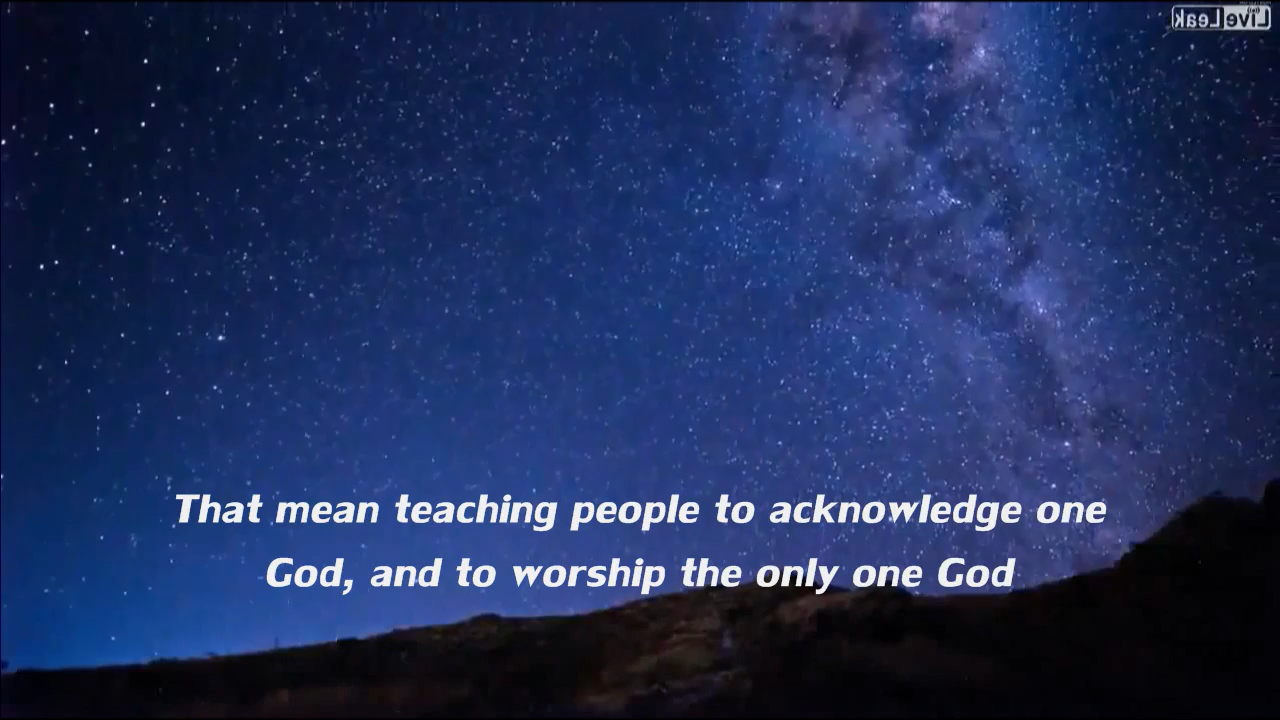 LiveLeak
That mean teaching people to acknowledge one
God, and to worship the only one God